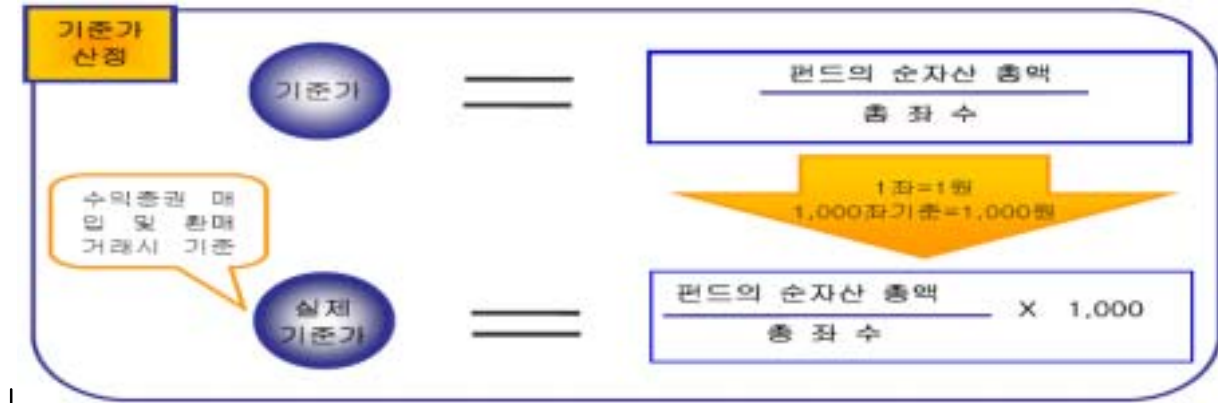 기준가
산정
기준가
펀드의 순자산 총액
총 좌 수
1좌=1원
1,000좌기준=1,000원
수익증권 매
입 및 환매
거래시 기준
실제
기준가
펀드의 순자산 총액
총 좌 수
X 1,000